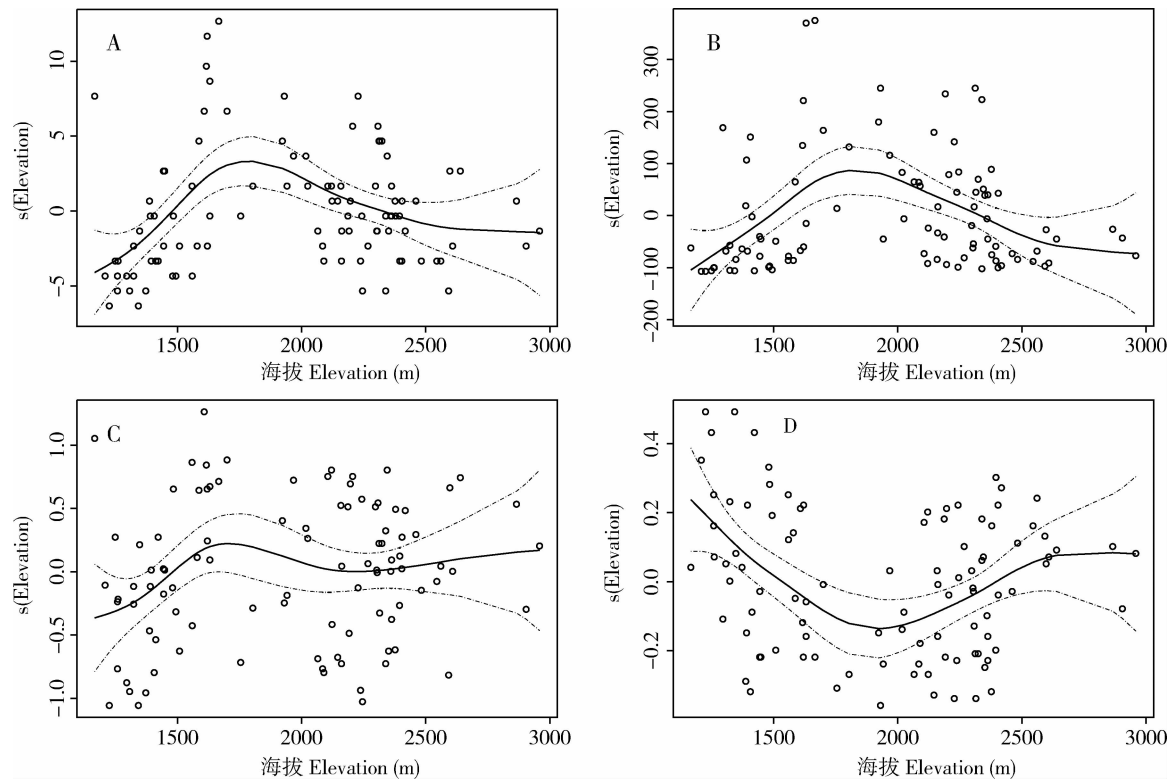 A
s(Elevation)
10
5
0
-5
1500 2000 2500 3000
海拔 Elevation (m)
B
s(Elevation)
300
200
100
0
-100
-200
1500 2000 2500 3000
海拔 Elevation (m)
C
s(Elevation)
1.0
0.5
0.0
-0.5
-1.0
1500 2000 2500 3000
海拔 Elevation (m)
D
s(Elevation)
0.4
0.2
0.0
-0.2
1500 2000 2500 3000
海拔 Elevation (m)